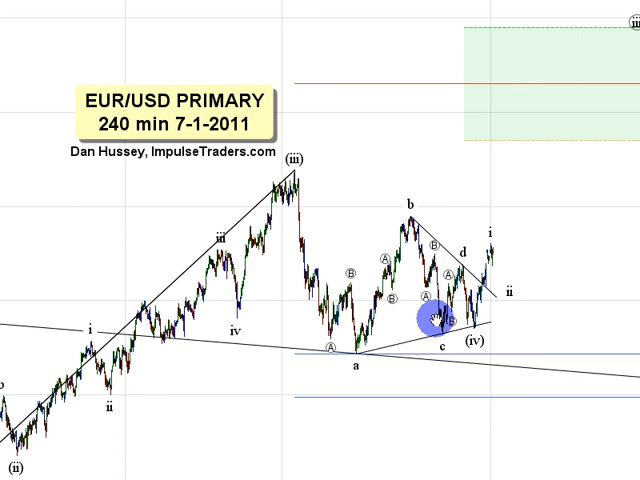 iii
EUR/USD PRIMARY
240 min 7-1-2011
Dan Hussey, ImpulseTraders.com
(iii)
b
i
iii
B
A
B
d
A
B
A
ii
i
iv
B
(iv)
A
c
a
b
ii
(ii)